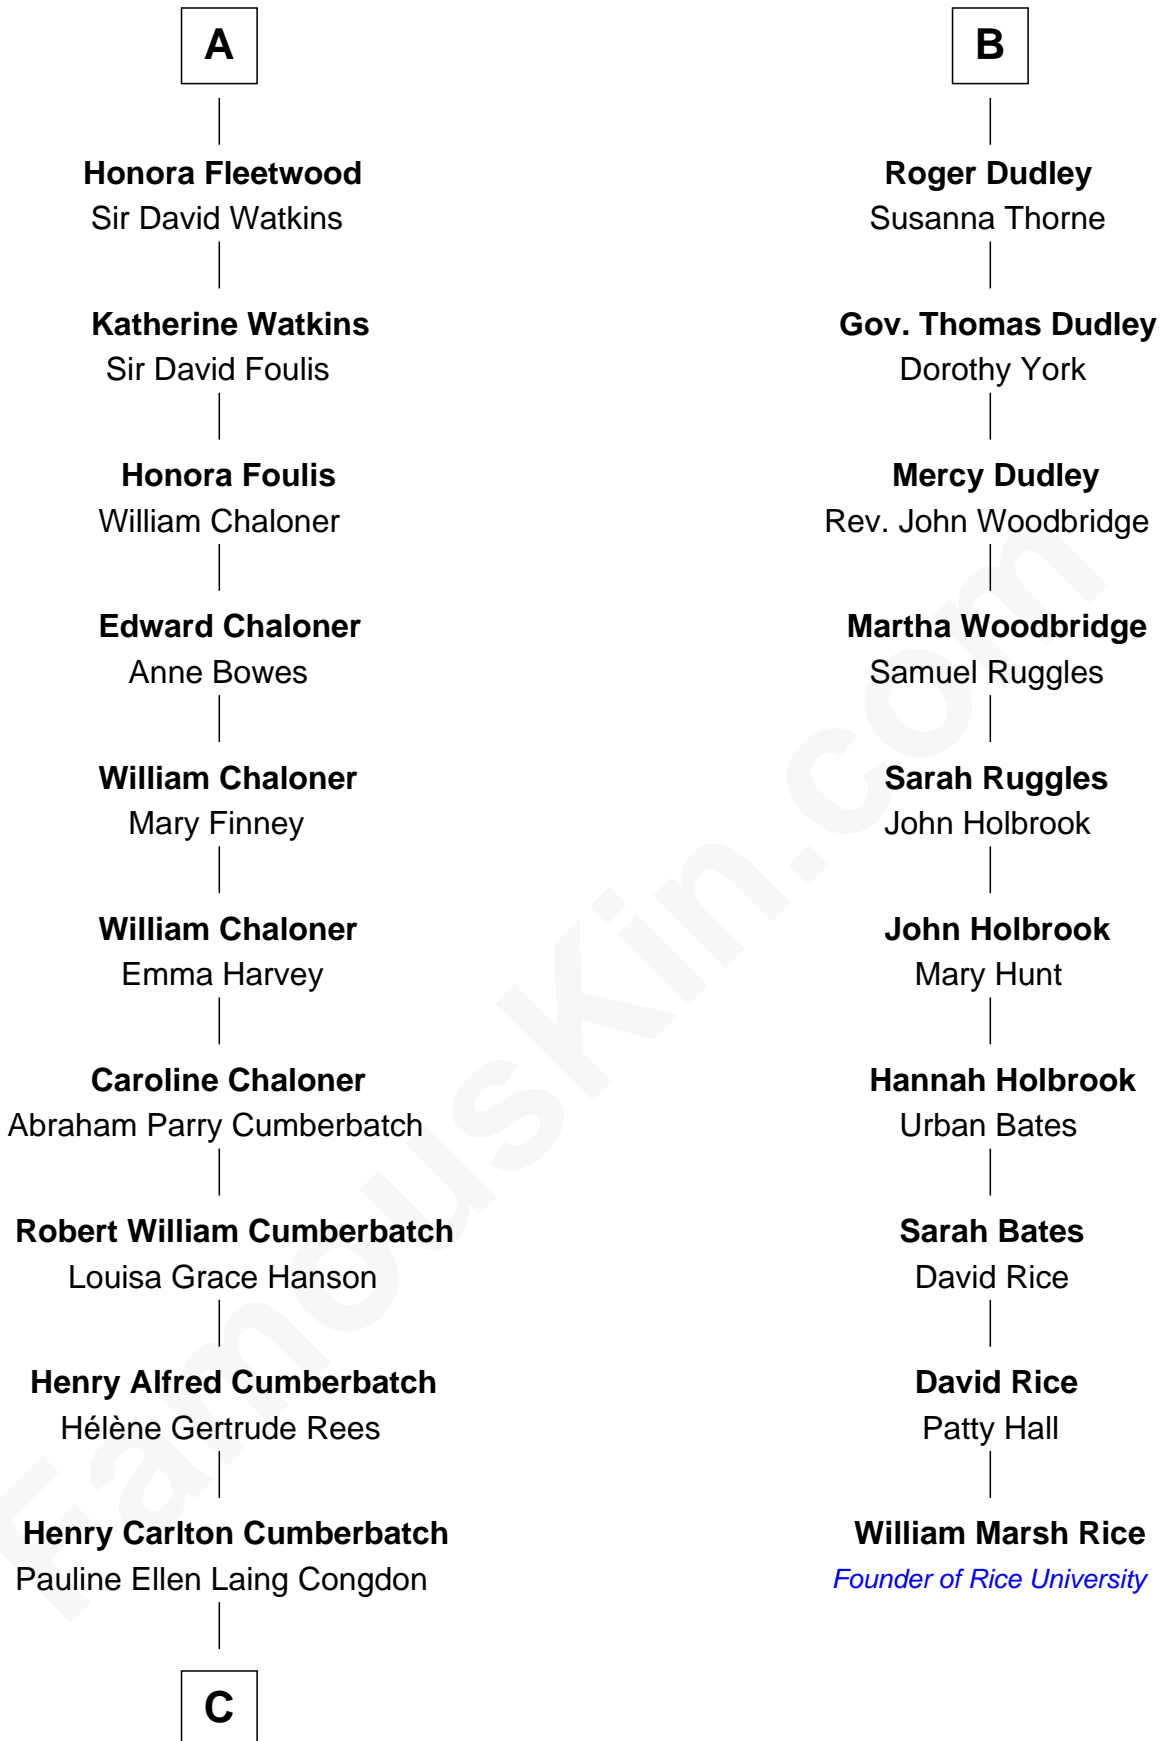 A
Honora Fleetwood
Sir David Watkins
Katherine Watkins
Sir David Foulis
Honora Foulis
William Chaloner
Edward Chaloner
Anne Bowes
William Chaloner
Mary Finney
William Chaloner
Emma Harvey
Caroline Chaloner
Abraham Parry Cumberbatch
Robert William Cumberbatch
Louisa Grace Hanson
Henry Alfred Cumberbatch
Hélène Gertrude Rees
Henry Carlton Cumberbatch
Pauline Ellen Laing Congdon
C
B
Roger Dudley
Susanna Thorne
Gov. Thomas Dudley
Dorothy York
Mercy Dudley
Rev. John Woodbridge
Martha Woodbridge
Samuel Ruggles
Sarah Ruggles
John Holbrook
John Holbrook
Mary Hunt
Hannah Holbrook
Urban Bates
Sarah Bates
David Rice
David Rice
Patty Hall
William Marsh Rice
Founder of Rice University
FamousKin.com